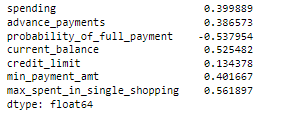 spending 0.399889
advance_payments 0.386573
probability_of_full_payment -0.537954
current_balance 0.525482
credit_limit 0.134378
min_payment_amt 0.401667
max_spent_in_single_shopping 0.561897
dtype: float64